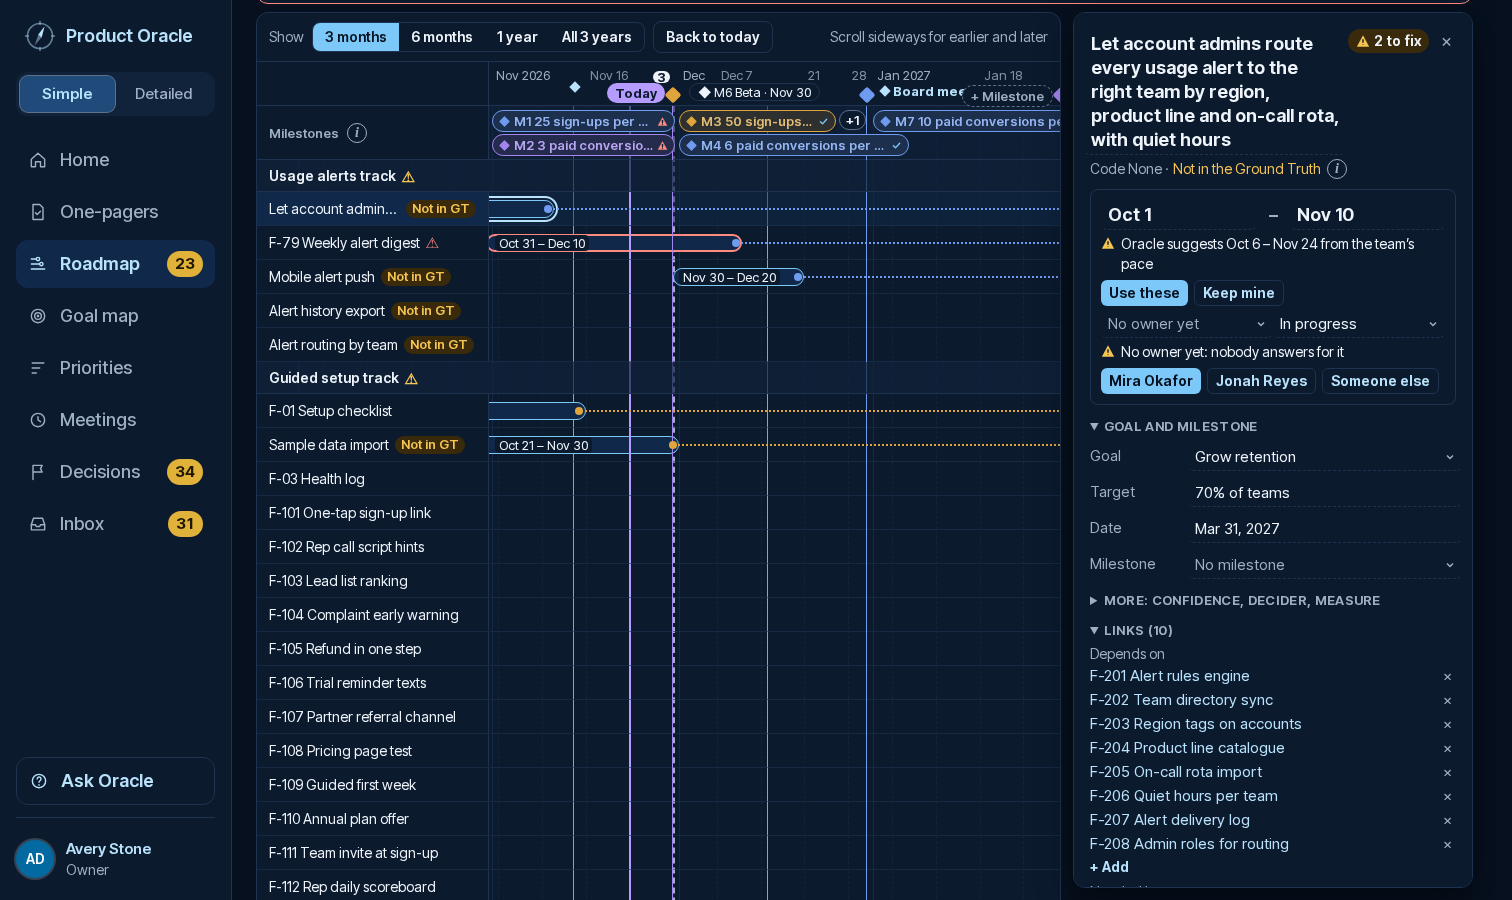 Product Oracle
Simple
Detailed
Home
One-pagers
Roadmap
23
Goal map
Priorities
Meetings
Decisions
34
Inbox
31
Ask Oracle
AD
Avery Stone
Owner
Show
3 months
6 months
1 year
All 3 years
Back to today
Scroll sideways for earlier and later
Nov 2026
Nov 16
3
Dec
Dec 7
21
28
Jan 2027
Jan 18
Today
M6 Beta · Nov 30
Board mee
+ Milestone
Milestones i
M1 25 sign-ups per ...
M3 50 sign-ups...
+1
M7 10 paid conversions pe
M2 3 paid conversio...
M4 6 paid conversions per ...
Usage alerts track
Let account admin...
Not in GT
F-79 Weekly alert digest
Oct 31 – Dec 10
Mobile alert push
Not in GT
Nov 30 – Dec 20
Alert history export
Not in GT
Alert routing by team
Not in GT
Guided setup track
F-01 Setup checklist
Sample data import
Not in GT
Oct 21 – Nov 30
F-03 Health log
F-101 One-tap sign-up link
F-102 Rep call script hints
F-103 Lead list ranking
F-104 Complaint early warning
F-105 Refund in one step
F-106 Trial reminder texts
F-107 Partner referral channel
F-108 Pricing page test
F-109 Guided first week
F-110 Annual plan offer
F-111 Team invite at sign-up
F-112 Rep daily scoreboard
Let account admins route
every usage alert to the
right team by region,
product line and on-call rota,
with quiet hours
2 to fix
×
Code None · Not in the Ground Truth i
Oct 1 – Nov 10
Oracle suggests Oct 6 – Nov 24 from the team's
pace
Use these
Keep mine
No owner yet
In progress
No owner yet: nobody answers for it
Mira Okafor
Jonah Reyes
Someone else
GOAL AND MILESTONE
Goal
Grow retention
Target
70% of teams
Date
Mar 31, 2027
Milestone
No milestone
MORE: CONFIDENCE, DECIDER, MEASURE
LINKS (10)
Depends on
F-201 Alert rules engine ×
F-202 Team directory sync ×
F-203 Region tags on accounts ×
F-204 Product line catalogue ×
F-205 On-call rota import ×
F-206 Quiet hours per team ×
F-207 Alert delivery log ×
F-208 Admin roles for routing ×
+ Add